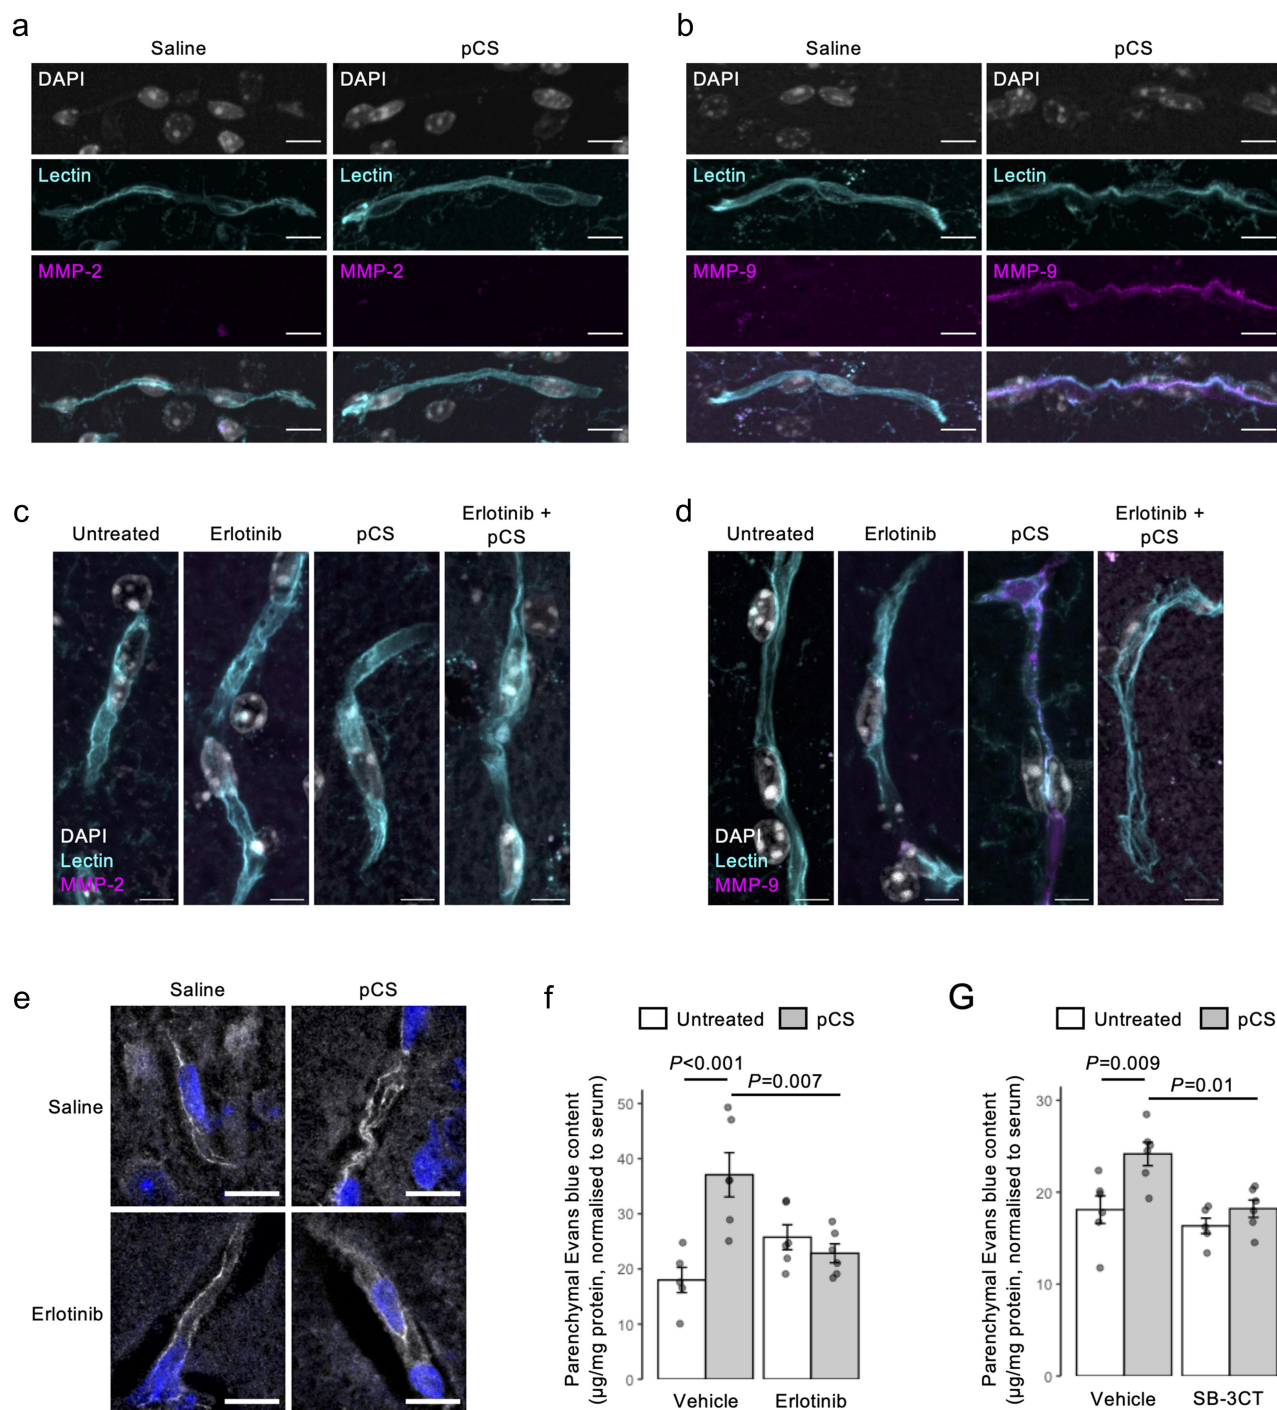 a
Saline
pCS
DAPI
Lectin
Lectin
MMP-2
MMP-2
b
Saline
pCS
DAPI
Lectin
Lectin
MMP-9
MMP-9
c
Untreated
Erlotinib
pCS
Erlotinib +
pCS
DAPI
Lectin
MMP-2
d
Untreated
Erlotinib
pCS
Erlotinib +
pCS
DAPI
Lectin
MMP-9
e
Saline
pCS
Saline
Erlotinib
f
Untreated
pCS
P<0.001
P=0.007
Parenchymal Evans blue content
(µg/mg protein, normalised to serum)
50
40
30
20
10
0
Vehicle
Erlotinib
G
Untreated
pCS
P=0.009
P=0.01
Parenchymal Evans blue content
(µg/mg protein, normalised to serum)
30
20
10
0
Vehicle
SB-3CT